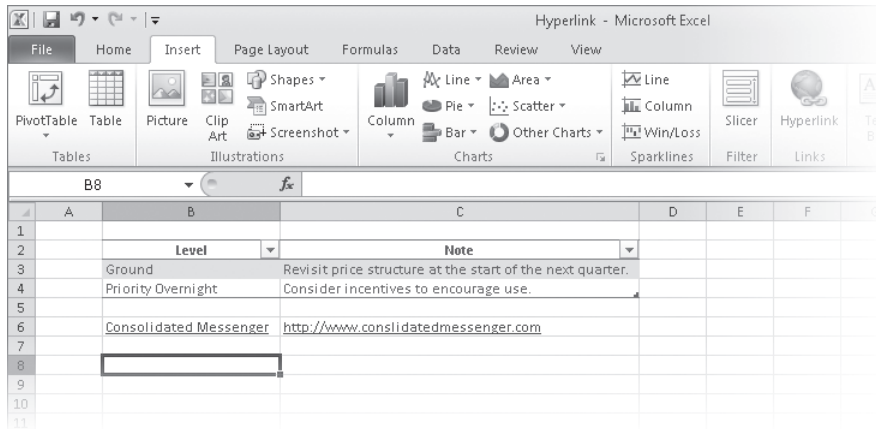 Hyperlink - Microsoft Excel
File Home Insert Page Layout Formulas Data Review View
PivotTable Table Picture Clip Art Shapes SmartArt Screenshot Column Line Pie Bar Area Scatter Other Charts Line Column Win/Loss Slicer Hyperlink
Tables Illustrations Charts Sparklines Filter Links
B8 fx
A B C D E F
1
2 Level Note
3 Ground Revisit price structure at the start of the next quarter.
4 Priority Overnight Consider incentives to encourage use.
5
6 Consolidated Messenger http://www.conslidatedmessenger.com
7
8
9
10
11